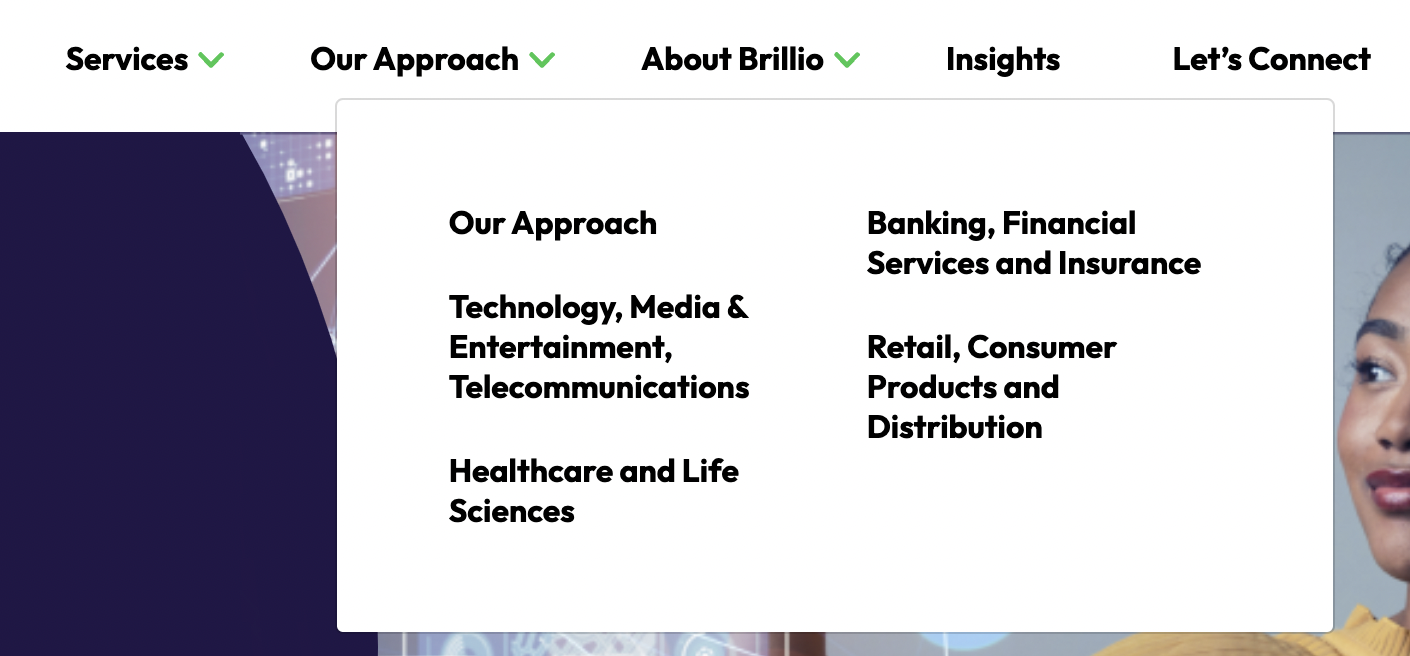 Services
Our Approach
About Brillio
Insights
Let’s Connect
Our Approach
Technology, Media &
Entertainment,
Telecommunications
Healthcare and Life
Sciences
Banking, Financial
Services and Insurance
Retail, Consumer
Products and
Distribution